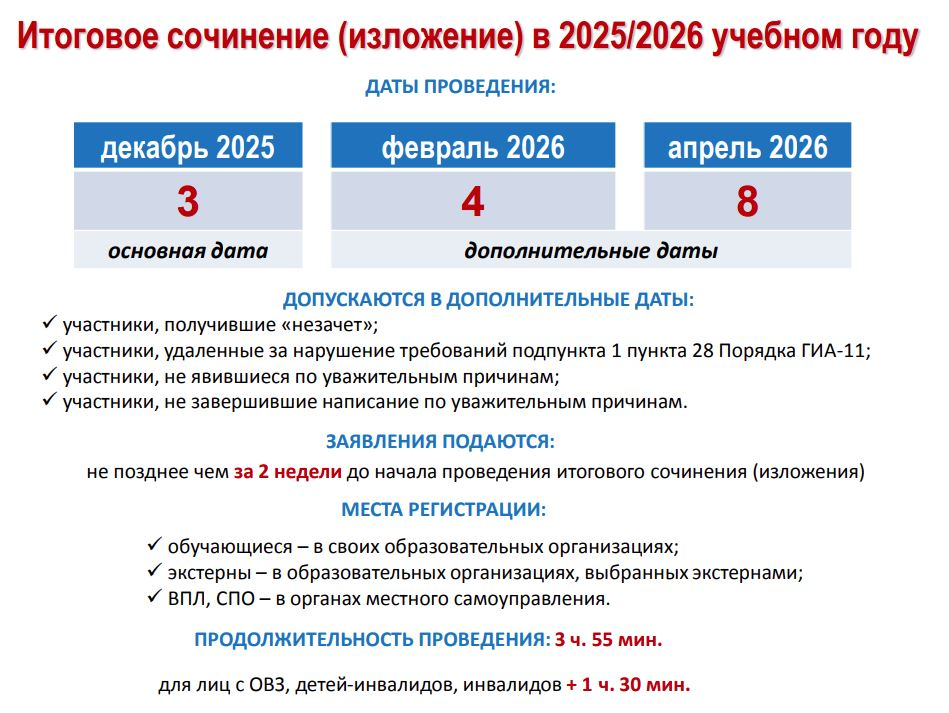 Итоговое сочинение (изложение) в 2025/2026 учебном году
ДАТЫ ПРОВЕДЕНИЯ:
декабрь 2025 февраль 2026 апрель 2026
3 4 8
основная дата дополнительные даты
ДОПУСКАЮТСЯ В ДОПОЛНИТЕЛЬНЫЕ ДАТЫ:
✓ участники, получившие «незачет»;
✓ участники, удаленные за нарушение требований подпункта 1 пункта 28 Порядка ГИА-11;
✓ участники, не явившиеся по уважительным причинам;
✓ участники, не завершившие написание по уважительным причинам.
ЗАЯВЛЕНИЯ ПОДАЮТСЯ:
не позднее чем за 2 недели до начала проведения итогового сочинения (изложения)
МЕСТА РЕГИСТРАЦИИ:
✓ обучающиеся – в своих образовательных организациях;
✓ экстерны – в образовательных организациях, выбранных экстернами;
✓ ВПЛ, СПО – в органах местного самоуправления.
ПРОДОЛЖИТЕЛЬНОСТЬ ПРОВЕДЕНИЯ: 3 ч. 55 мин.
для лиц с ОВЗ, детей-инвалидов, инвалидов + 1 ч. 30 мин.